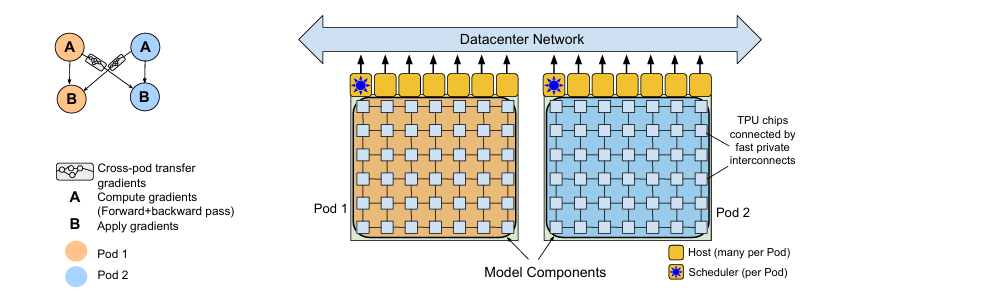 Datacenter Network
A
A
B
B
TPU chips
connected by
fast private
interconnects
Cross-pod transfer
gradients
A Compute gradients
(Forward+backward pass)
B Apply gradients
Pod 1
Pod 2
Pod 1
Pod 2
Model Components
Host (many per Pod)
Scheduler (per Pod)